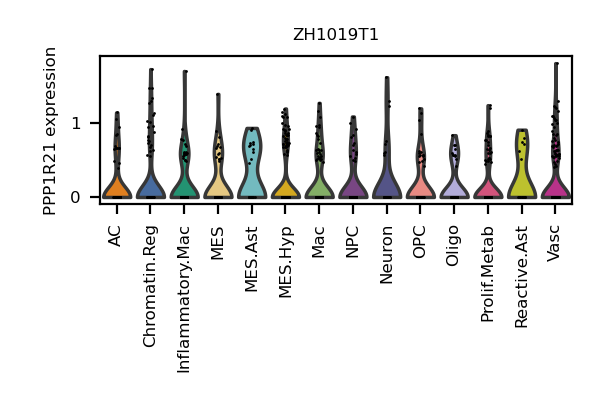 ZH1019T1
PPP1R21 expression
1
0
AC
Chromatin.Reg
Inflammatory.Mac
MES
MES.Ast
MES.Hyp
Mac
NPC
Neuron
OPC
Oligo
Prolif.Metab
Reactive.Ast
Vasc